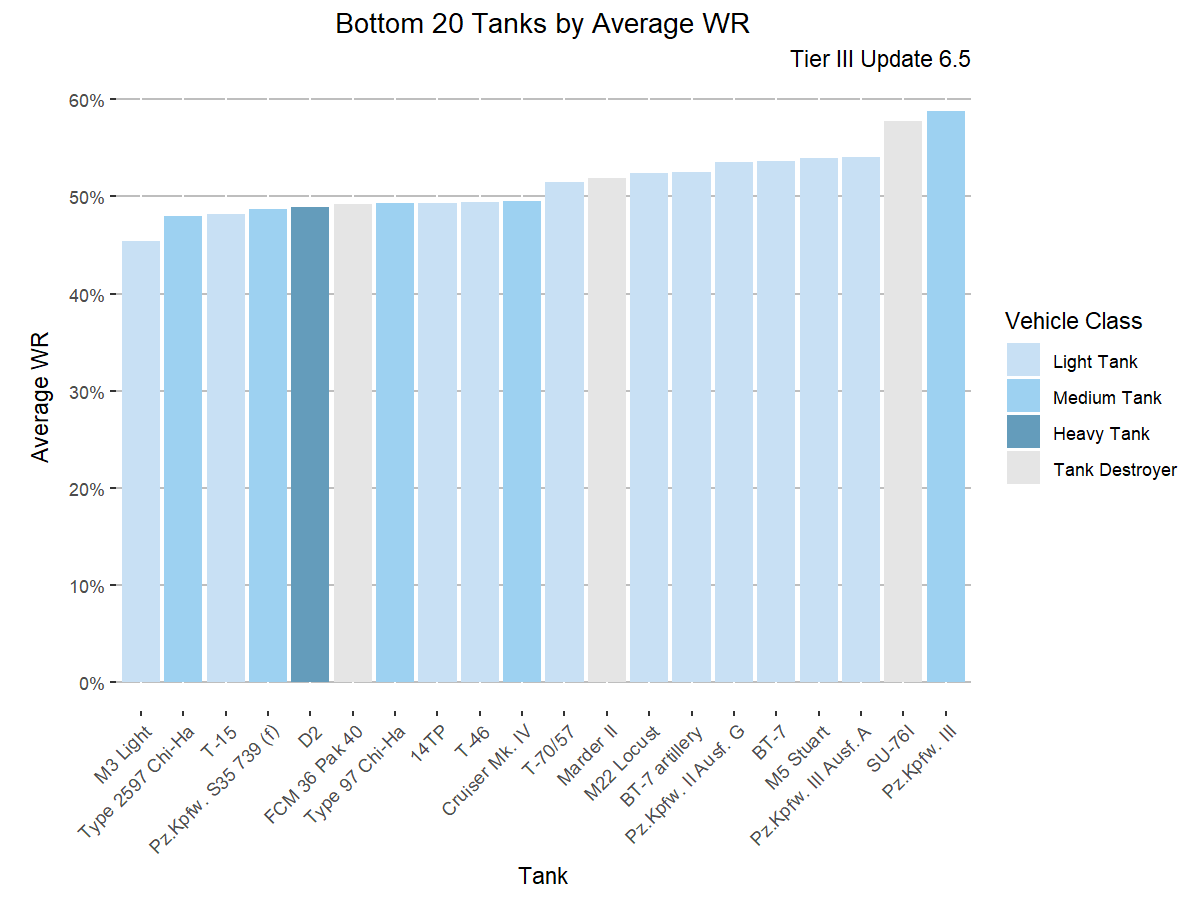 Bottom 20 Tanks by Average WR
Tier III Update 6.5
60%
50%
40%
30%
20%
10%
0%
Average WR
M3 Light
Type 2597 Chi-Ha
T-15
Pz.Kpfw. S35 739 (f)
D2
FCM 36 Pak 40
Type 97 Chi-Ha
14TP
T-46
Cruiser Mk. IV
T-70/57
Marder II
M22 Locust
BT-7 artillery
Pz.Kpfw. II Ausf. G
BT-7
M5 Stuart
Pz.Kpfw. III Ausf. A
SU-76I
Pz.Kpfw. III
Tank
Vehicle Class
Light Tank
Medium Tank
Heavy Tank
Tank Destroyer